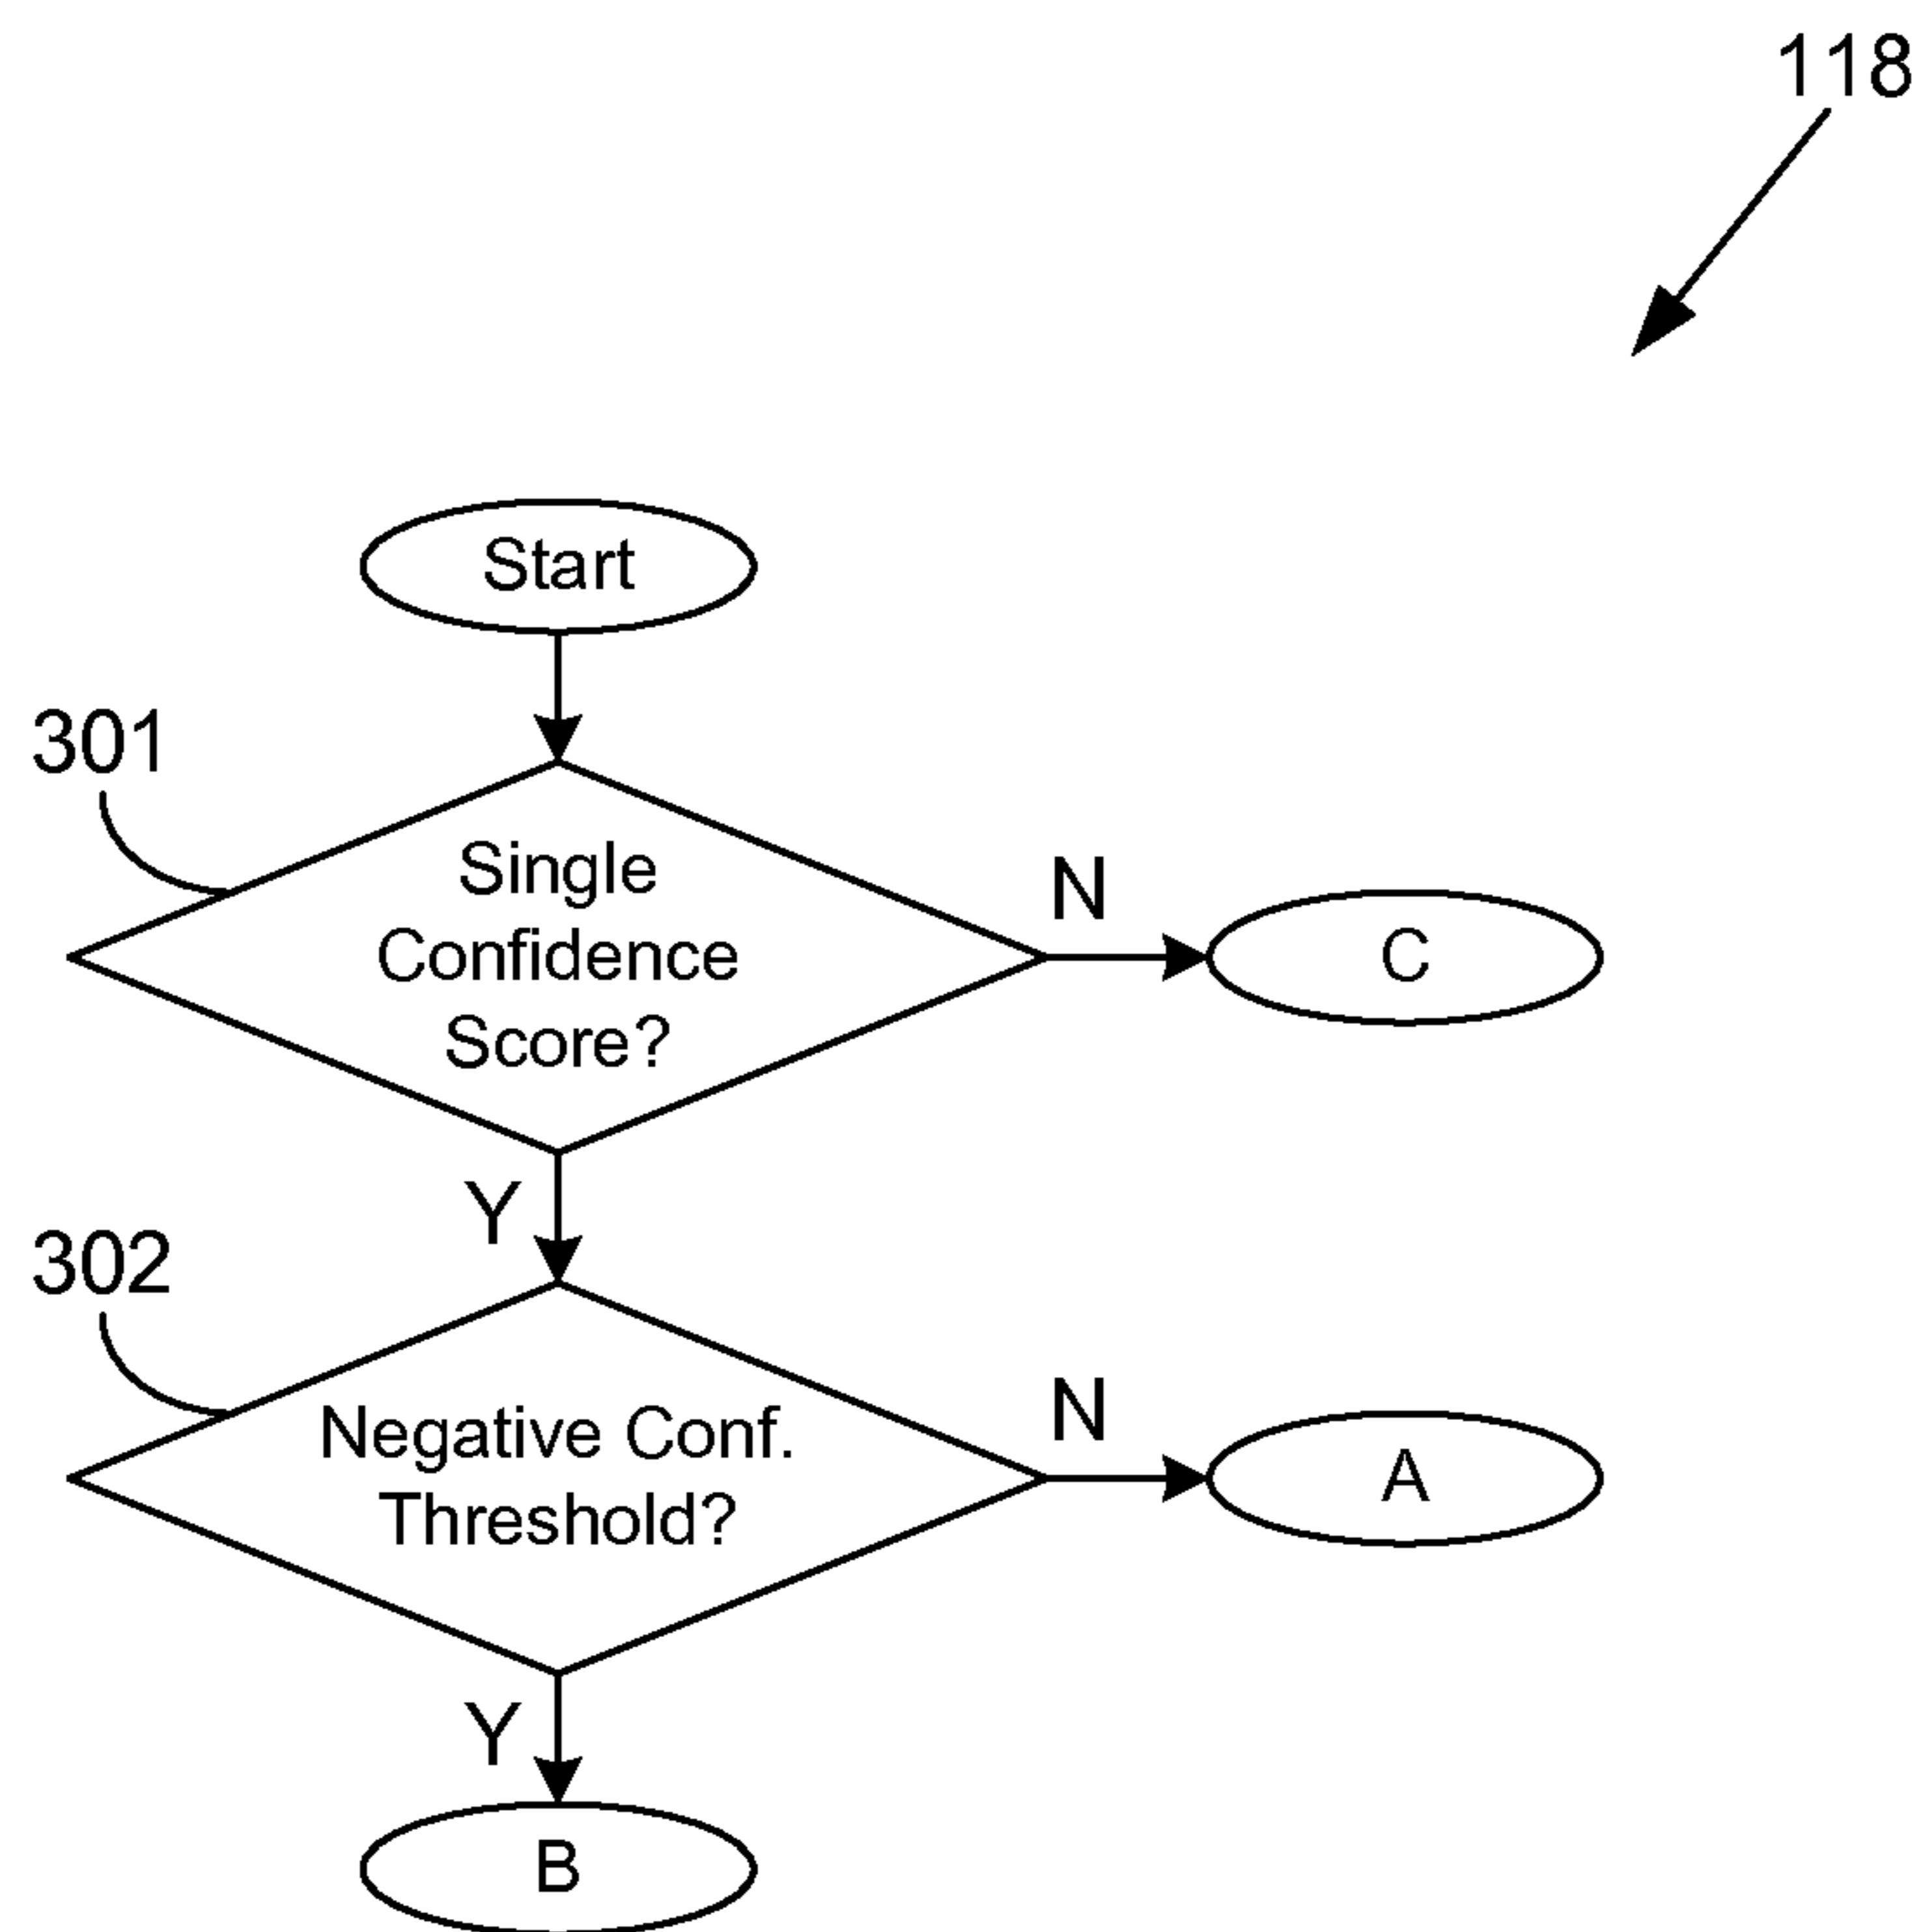 118
Start
301
Single
Confidence
Score?
N
C
Y
302
Negative Conf.
Threshold?
N
A
Y
B